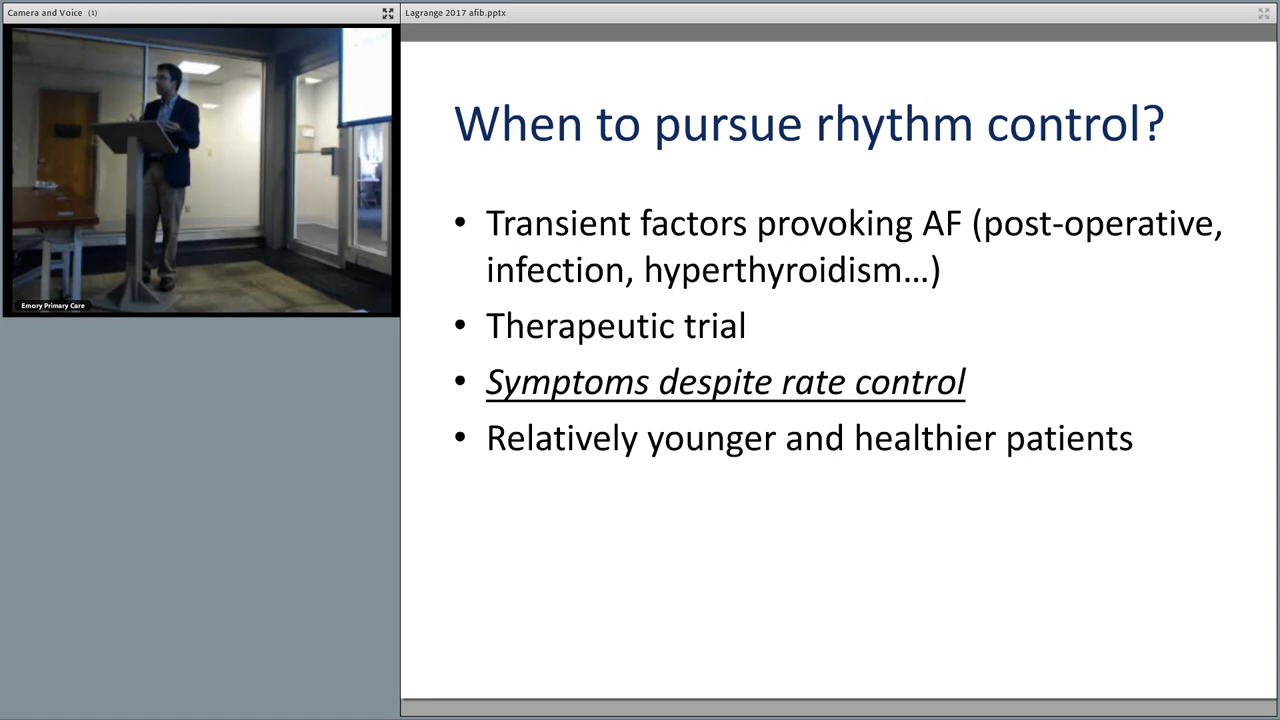 Camera and Voice (1)
Emory Primary Care
Lagrange 2017 afib.pptx
When to pursue rhythm control?
• Transient factors provoking AF (post-operative,
infection, hyperthyroidism...)
• Therapeutic trial
• Symptoms despite rate control
• Relatively younger and healthier patients